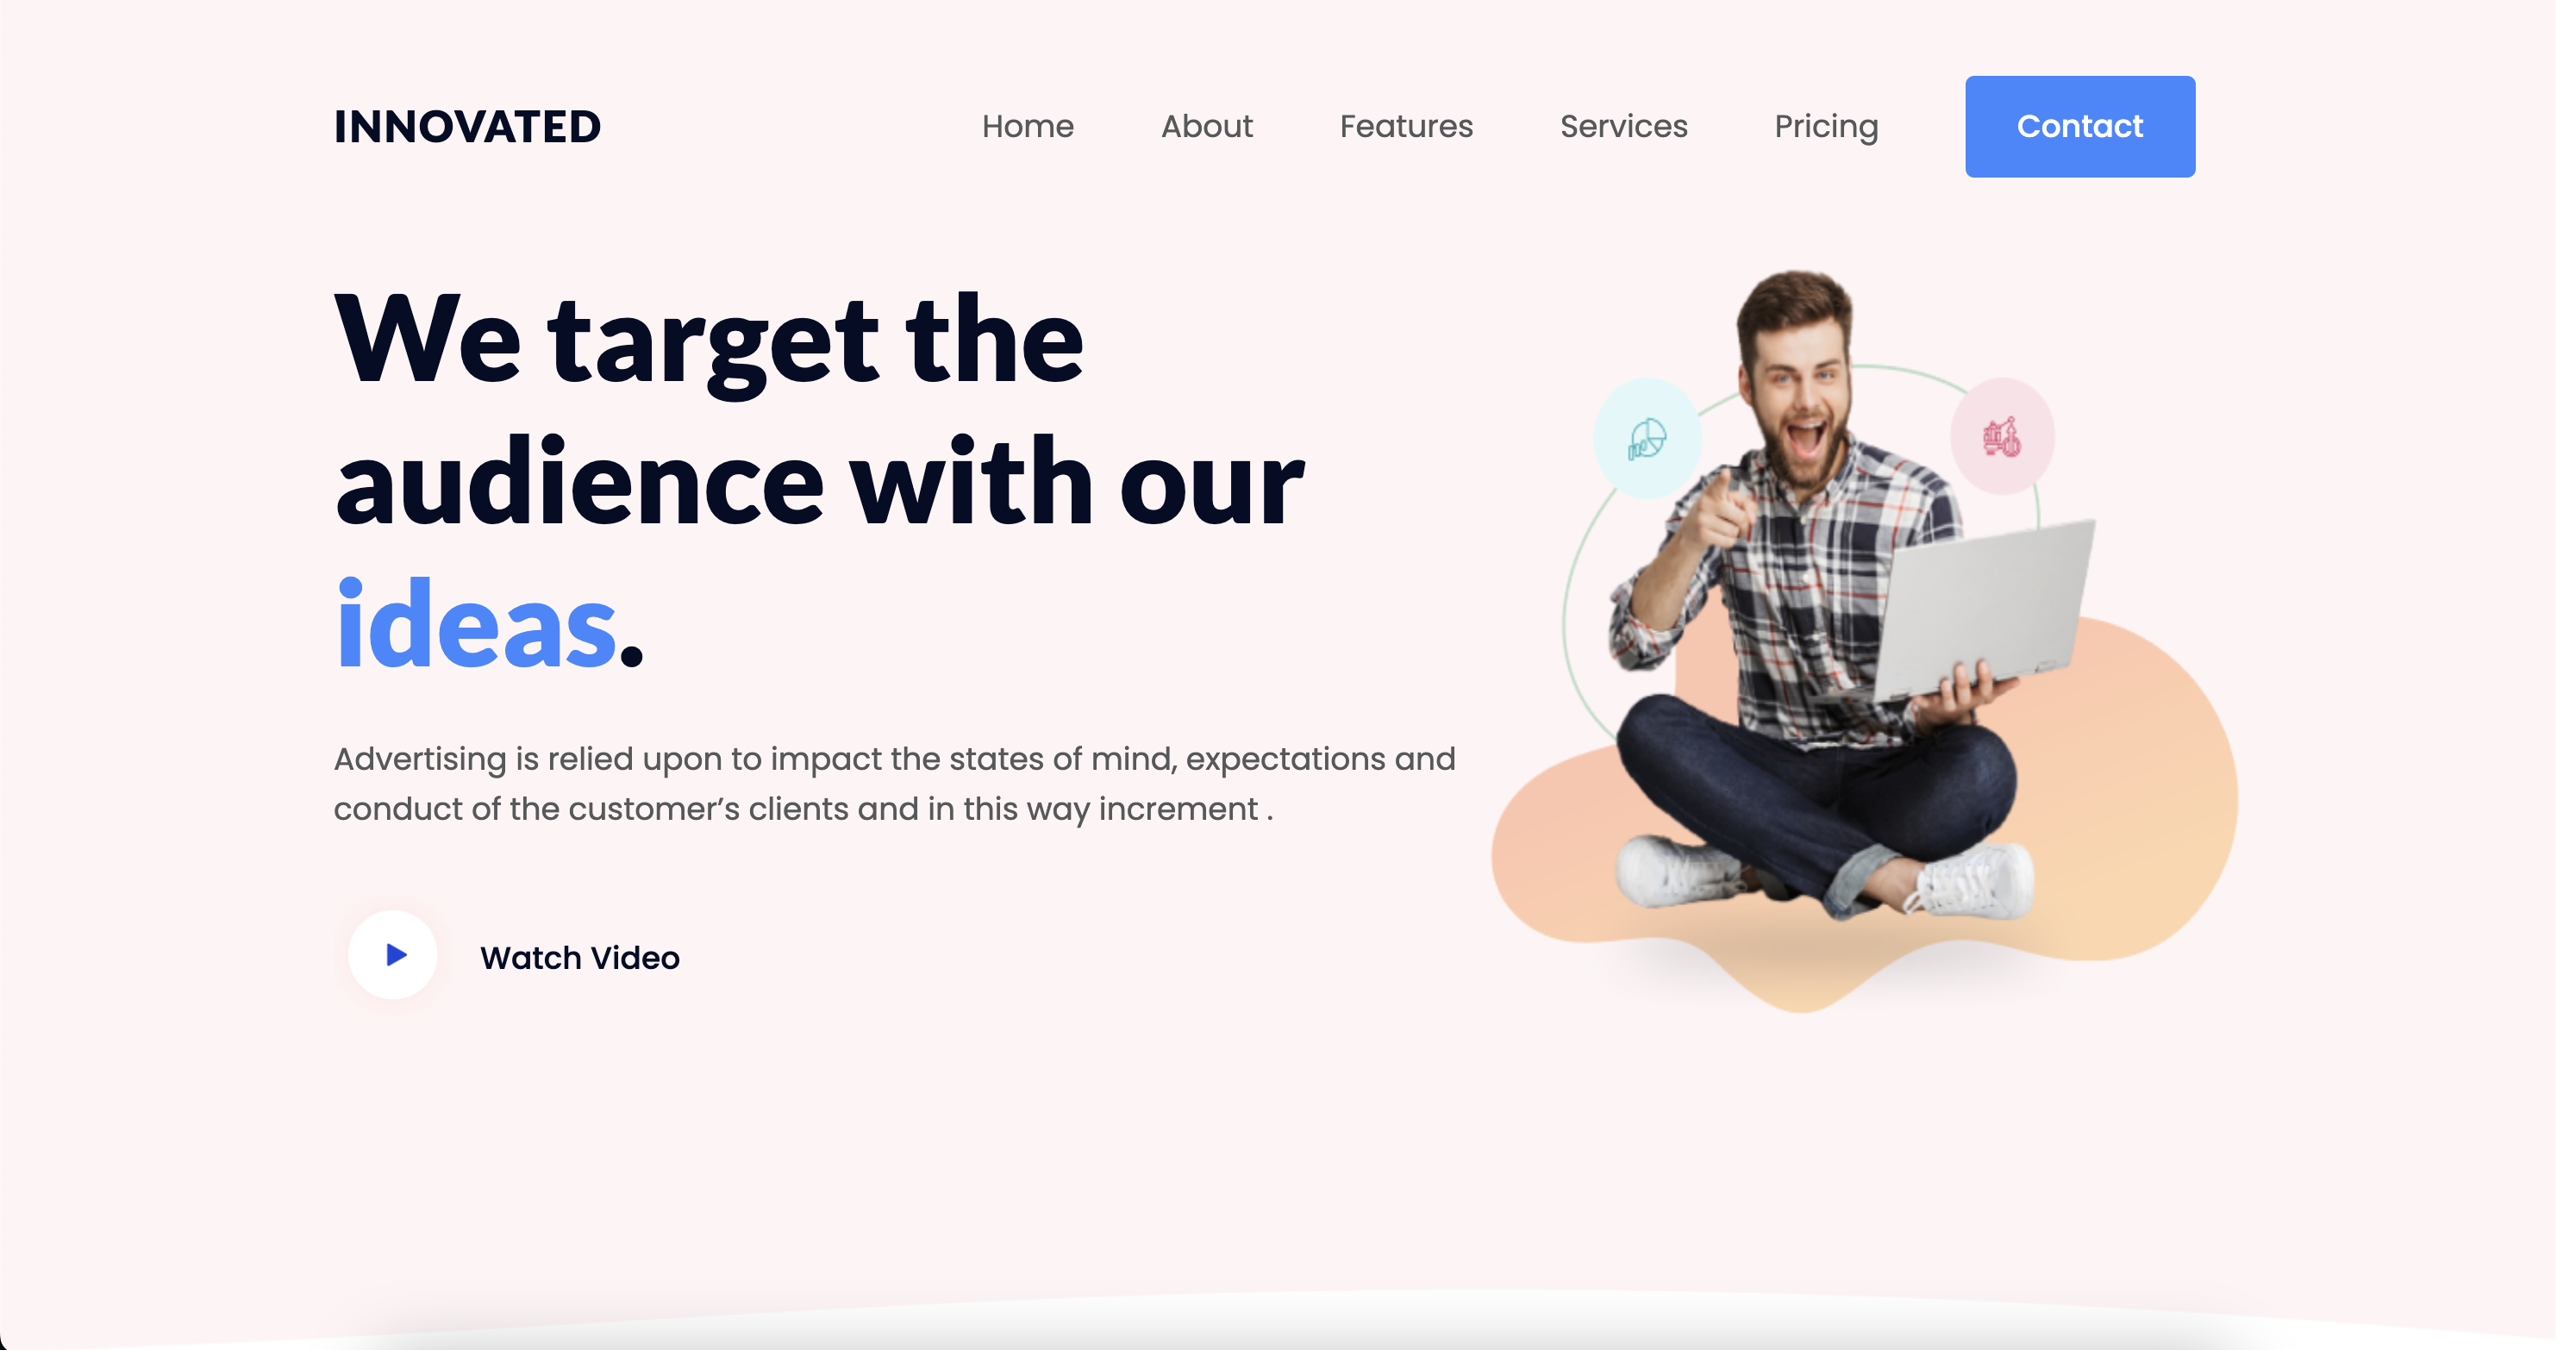 INNOVATED
Home About Features Services Pricing Contact
We target the
audience with our
ideas.
Advertising is relied upon to impact the states of mind, expectations and
conduct of the customer’s clients and in this way increment .
Watch Video